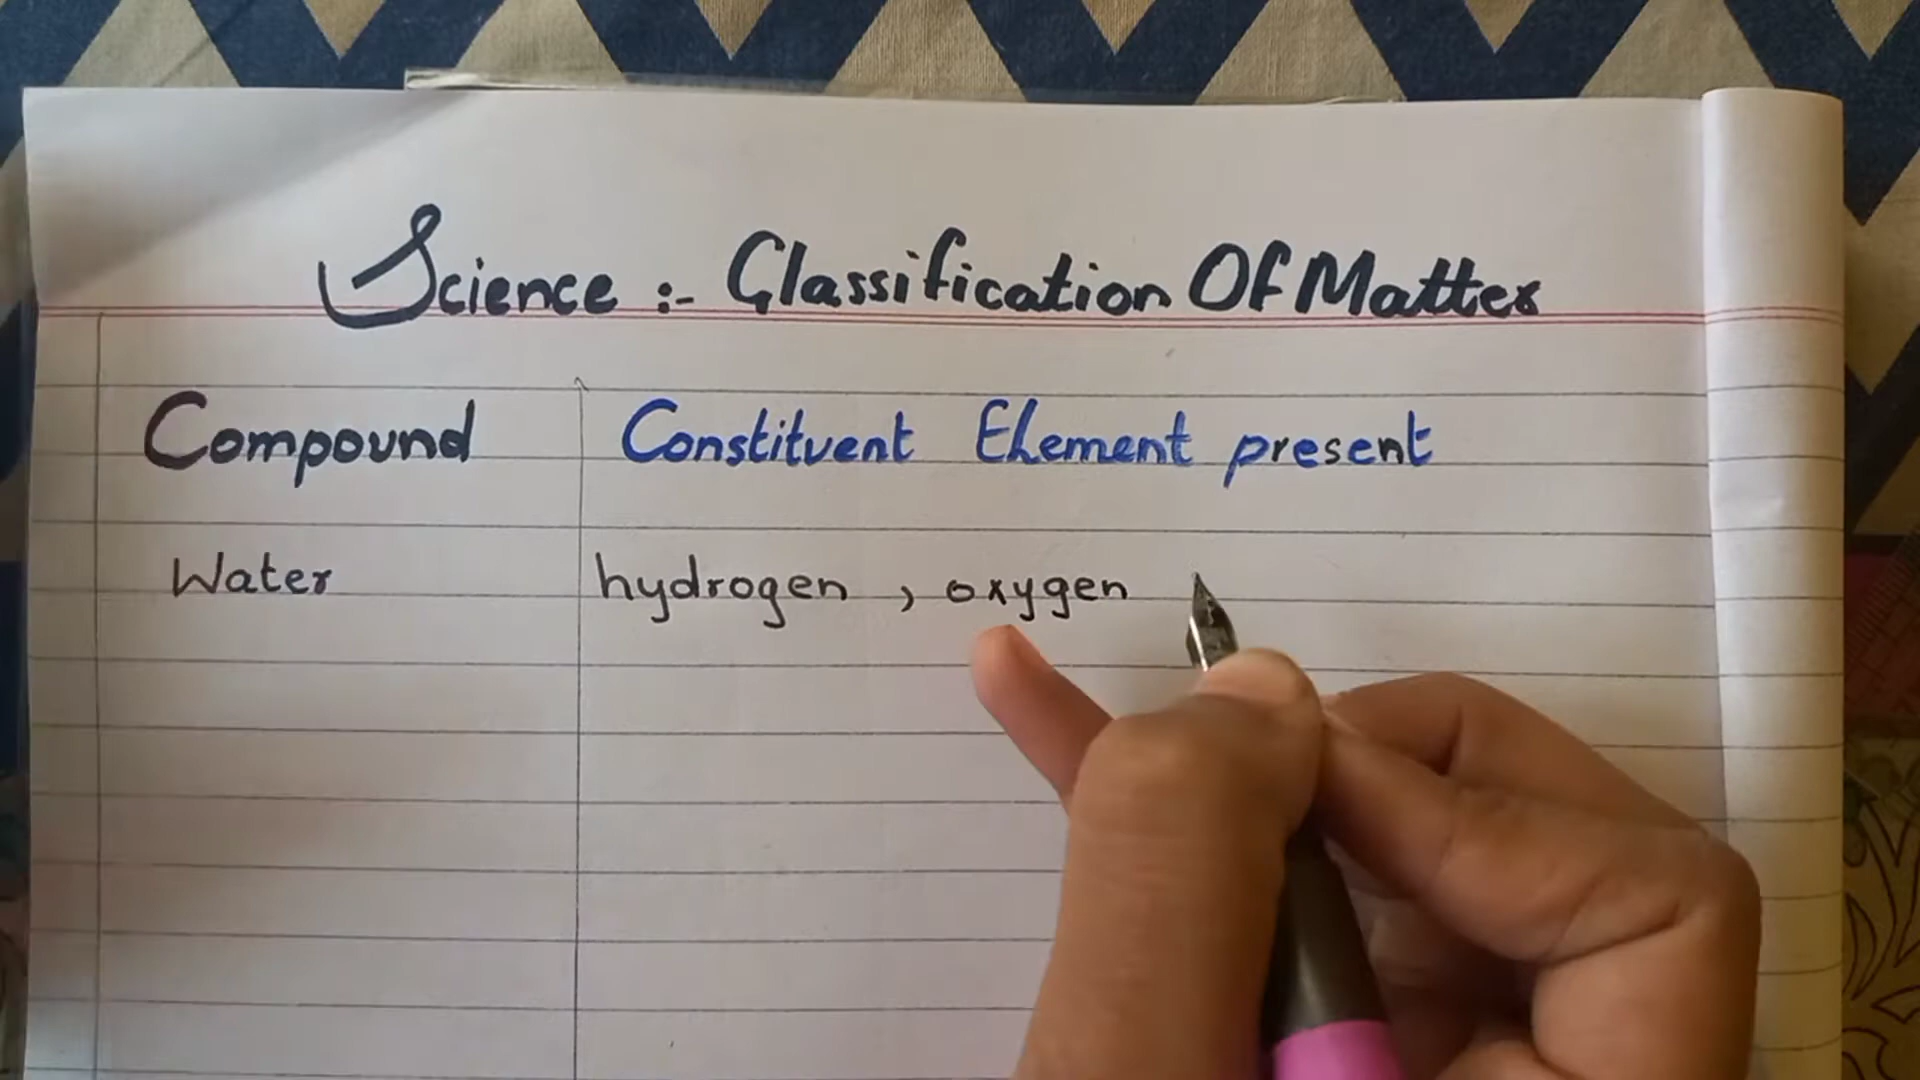 Science :- Classification Of Matter
Compound Constituent Element present
Water hydrogen , oxygen